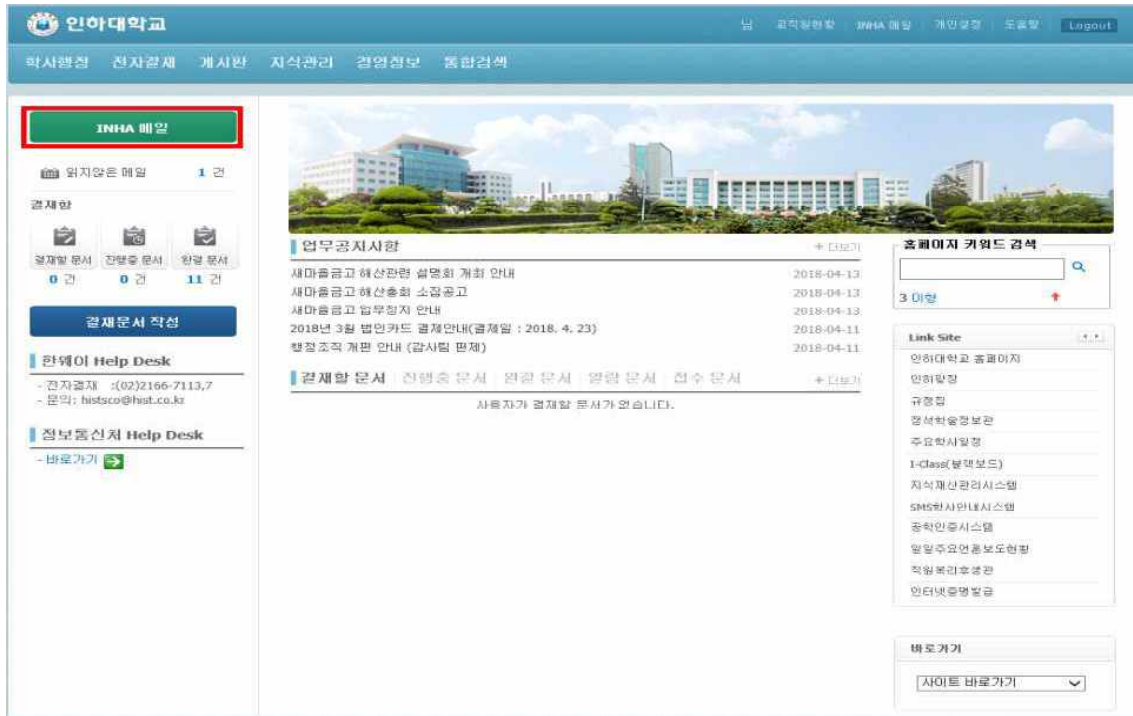 인하대학교
님 교직원현황 INHA 메일 개인설정 도움말 Logout
학사행정 전자결재 게시판 지식관리 경영정보 통합검색
INHA 메일
읽지않은 메일 1 건
결재함
결재할 문서 진행중 문서 완결 문서
0 건 0 건 11 건
결재문서 작성
한웨이 Help Desk
- 전자결재 :(02)2166-7113,7
- 문의: histsco@hist.co.kr
정보통신처 Help Desk
- 바로가기
업무공지사항 + 더보기
새마을금고 해산관련 설명회 개최 안내 2018-04-13
새마을금고 해산총회 소집공고 2018-04-13
새마을금고 업무정지 안내 2018-04-13
2018년 3월 법인카드 결제안내(결제일 : 2018. 4. 23) 2018-04-11
행정조직 개편 안내 (감사팀 편제) 2018-04-11
결재할 문서 진행중 문서 완결 문서 열람 문서 접수 문서 + 더보기
사용자가 결재할 문서가 없습니다.
홈페이지 키워드 검색
3 이형
Link Site
인하대학교 홈페이지
인하광장
규정집
정석학술정보관
주요학사일정
I-Class(블랙보드)
지식재산관리시스템
SMS학사안내시스템
공학인증시스템
일일주요언론보도현황
직원복리후생관
인터넷증명발급
바로가기
사이트 바로가기